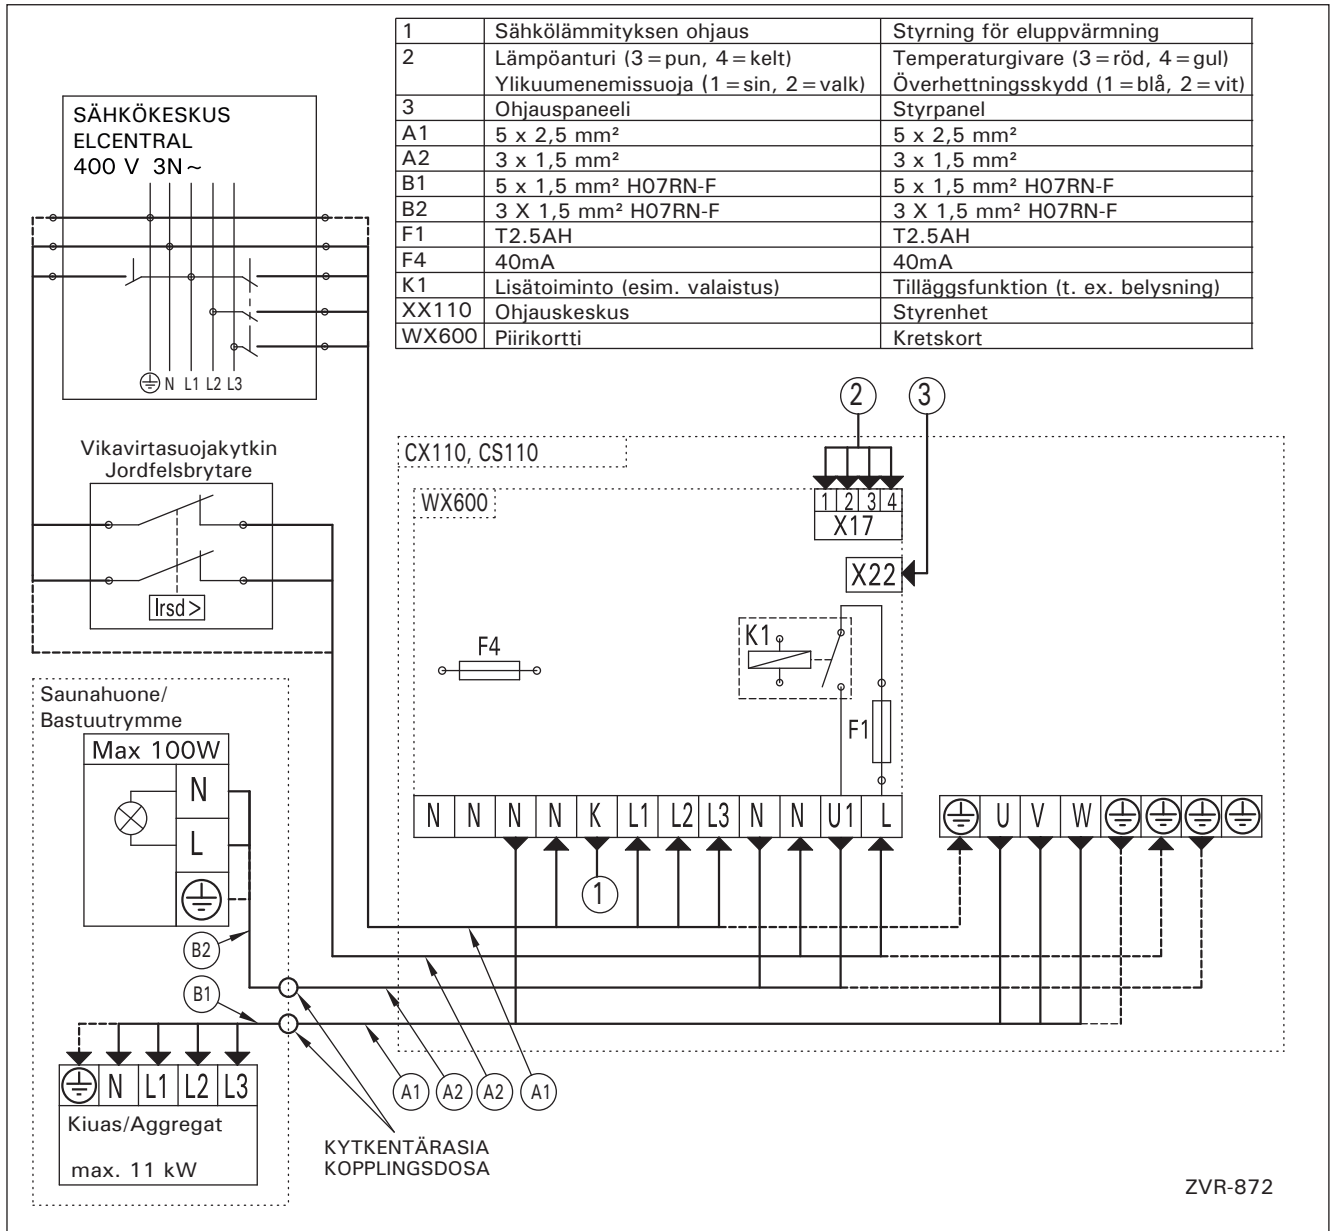 1 Sähkölämmityksen ohjaus Styrning för eluppvärmning
2 Lämpöanturi (3=pun, 4=kelt) Temperaturgivare (3=röd, 4=gul)
Ylikuumenemissuoja (1=sin, 2=valk) Överhettningsskydd (1=blå, 2=vit)
3 Ohjauspaneeli Styrpanel
A1 5 x 2,5 mm² 5 x 2,5 mm²
A2 3 x 1,5 mm² 3 x 1,5 mm²
B1 5 x 1,5 mm² H07RN-F 5 x 1,5 mm² H07RN-F
B2 3 X 1,5 mm² H07RN-F 3 X 1,5 mm² H07RN-F
F1 T2.5AH T2.5AH
F4 40mA 40mA
K1 Lisätoiminto (esim. valaistus) Tilläggsfunktion (t. ex. belysning)
XX110 Ohjauskeskus Styrenhet
WX600 Piirikortti Kretskort
SÄHKÖKESKUS
ELCENTRAL
400 V 3N~
N L1 L2 L3
Vikavirtasuojakytkin
Jordfelsbrytare
Irsd>
2 3
CX110, CS110
WX600
1 2 3 4
X17
X22
K1
F4
F1
Saunahuone/
Bastuutrymme
Max 100W
N
L
N N N N K L1 L2 L3 N N U1 L
U V W
1
B2
B1
A1 A2 A2 A1
N L1 L2 L3
Kiuas/Aggregat
max. 11 kW
KYTKENTÄRASIA
KOPPLINGSDOSA
ZVR-872